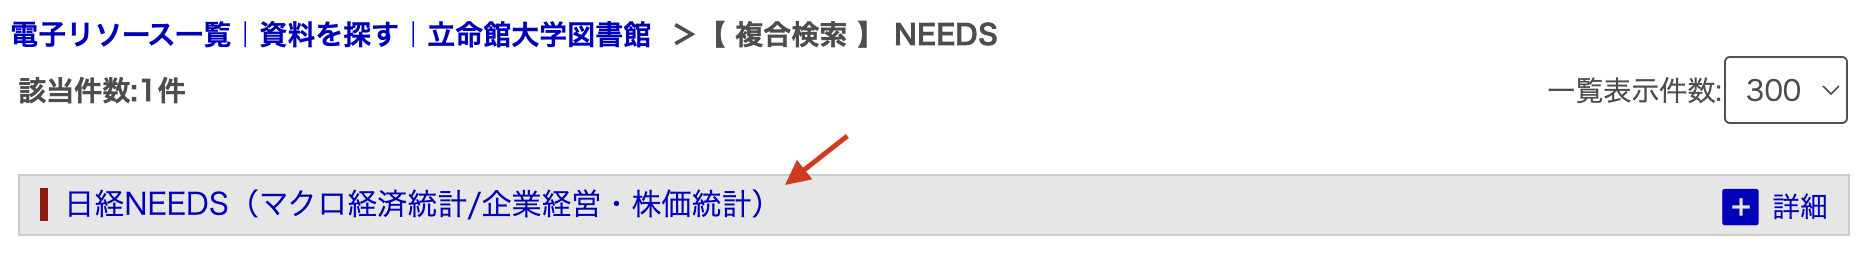 電子リソース一覧｜資料を探す｜立命館大学図書館 ＞【 複合検索 】 NEEDS
該当件数:1件 一覧表示件数: 300
日経NEEDS（マクロ経済統計/企業経営・株価統計） + 詳細